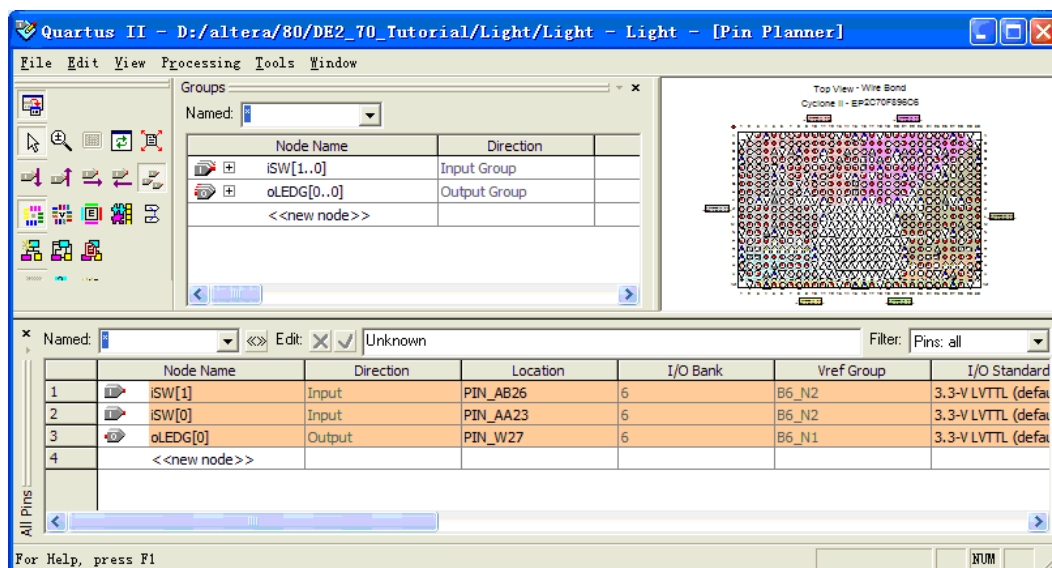 Quartus II - D:/altera/80/DE2_70_Tutorial/Light/Light - Light - [Pin Planner]
File Edit View Processing Tools Window
Groups
Named: *
Node Name Direction
iSW[1..0] Input Group
oLEDG[0..0] Output Group
<<new node>>
Top View - Wire Bond
Cyclone II - EP2C70F896C6
Named: * Edit: Unknown Filter: Pins: all
Node Name Direction Location I/O Bank Vref Group I/O Standard
1 iSW[1] Input PIN_AB26 6 B6_N2 3.3-V LVTTL (defau
2 iSW[0] Input PIN_AA23 6 B6_N2 3.3-V LVTTL (defau
3 oLEDG[0] Output PIN_W27 6 B6_N1 3.3-V LVTTL (defau
4 <<new node>>
All Pins
For Help, press F1 NUM